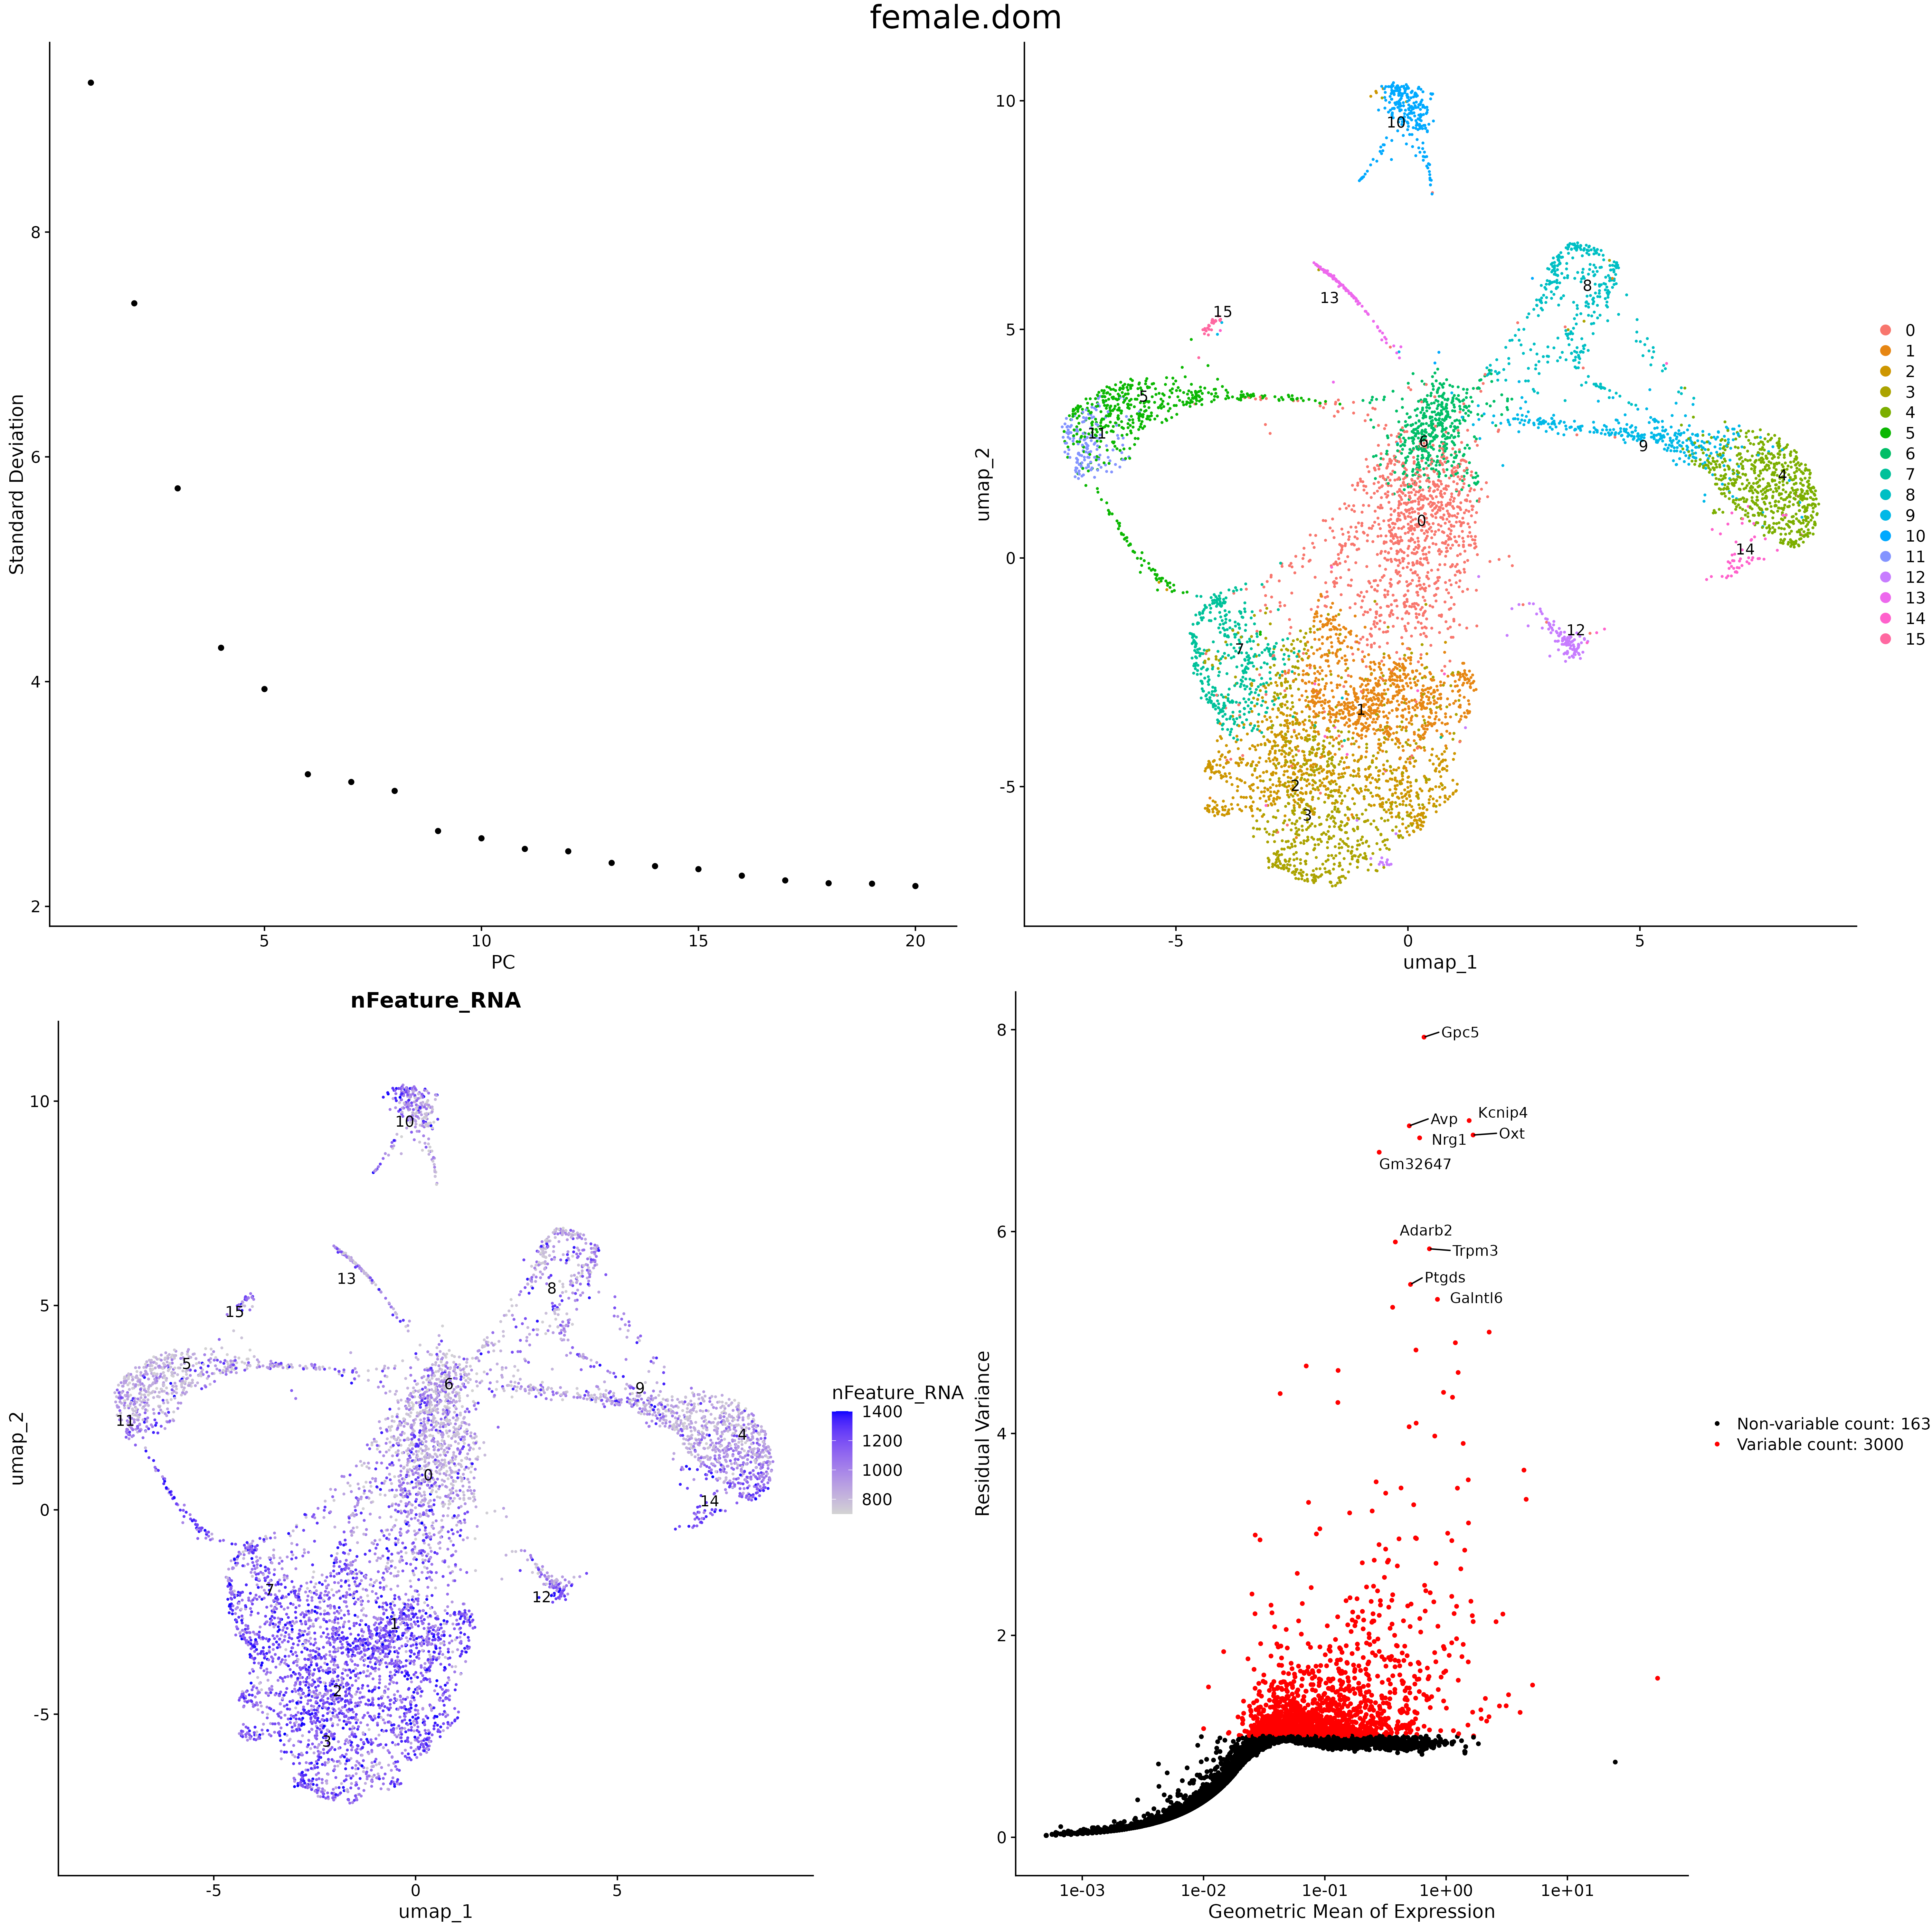 female.dom
Standard Deviation
8
6
4
2
5
10
15
20
PC
umap_2
10
5
0
-5
-5
0
5
umap_1
10
8
13
15
5
11
6
9
4
0
14
12
7
1
2
3
0
1
2
3
4
5
6
7
8
9
10
11
12
13
14
15
nFeature_RNA
umap_2
10
5
0
-5
-5
0
5
umap_1
10
8
13
15
5
6
9
11
4
0
14
12
7
1
2
3
nFeature_RNA
1400
1200
1000
800
Residual Variance
8
6
4
2
0
Gpc5
Kcnip4
Avp
Oxt
Nrg1
Gm32647
Adarb2
Trpm3
Ptgds
Galntl6
1e-03
1e-02
1e-01
1e+00
1e+01
Geometric Mean of Expression
Non-variable count: 163
Variable count: 3000